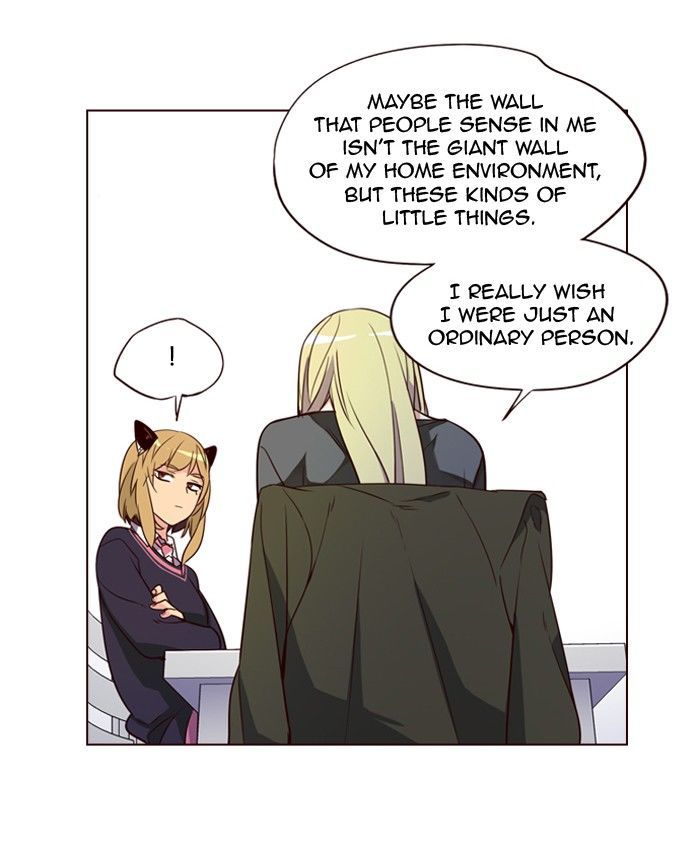 MAYBE THE WALL
THAT PEOPLE SENSE IN ME
ISN'T THE GIANT WALL
OF MY HOME ENVIRONMENT,
BUT THESE KINDS OF
LITTLE THINGS.
I REALLY WISH
I WERE JUST AN
ORDINARY PERSON.
!